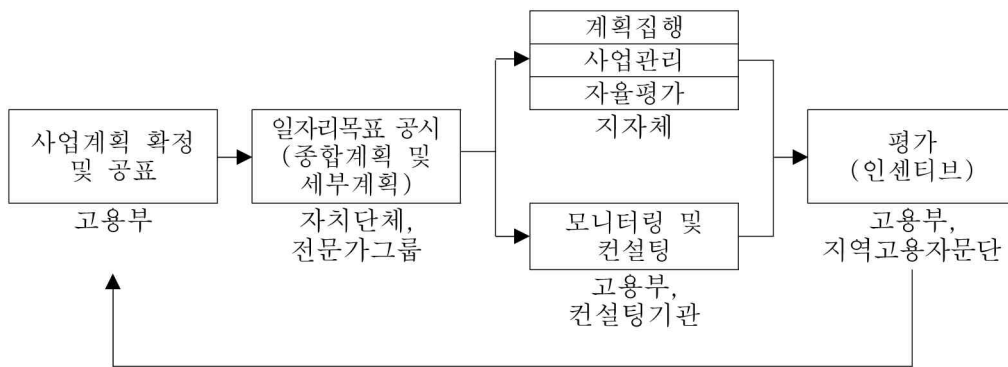 계획집행
사업관리
자율평가
지자체
사업계획 확정
및 공표
고용부
일자리목표 공시
(종합계획 및
세부계획)
자치단체,
전문가그룹
모니터링 및
컨설팅
고용부,
컨설팅기관
평가
(인센티브)
고용부,
지역고용자문단